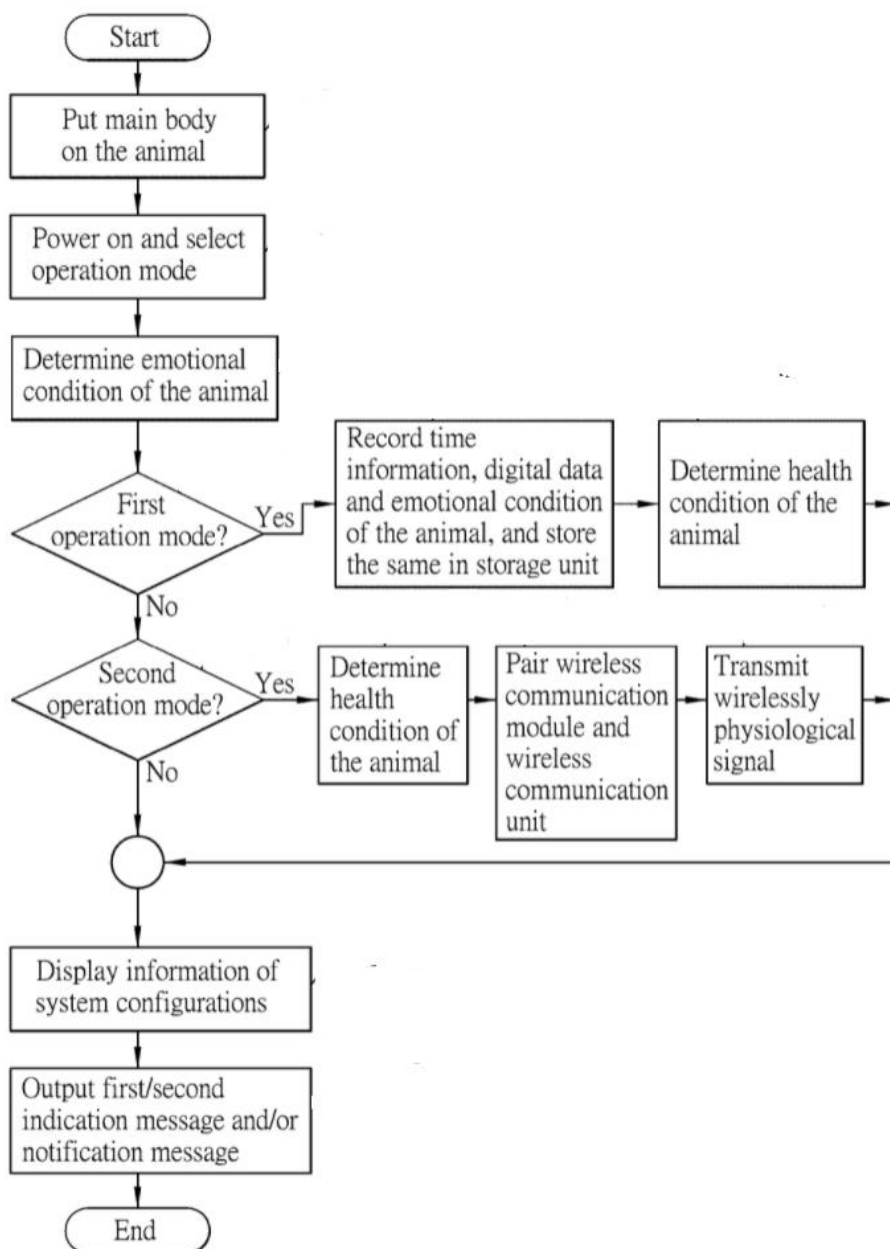 Start
Put main body
on the animal
Power on and select
operation mode
Determine emotional
condition of the animal
First
operation mode?
Yes
Record time
information, digital data
and emotional condition
of the animal, and store
the same in storage unit
Determine health
condition of the
animal
No
Second
operation mode?
Yes
Determine
health
condition of
the animal
Pair wireless
communication
module and
wireless
communication
unit
Transmit
wirelessly
physiological
signal
No
Display information of
system configurations
Output first/second
indication message and/or
notification message
End